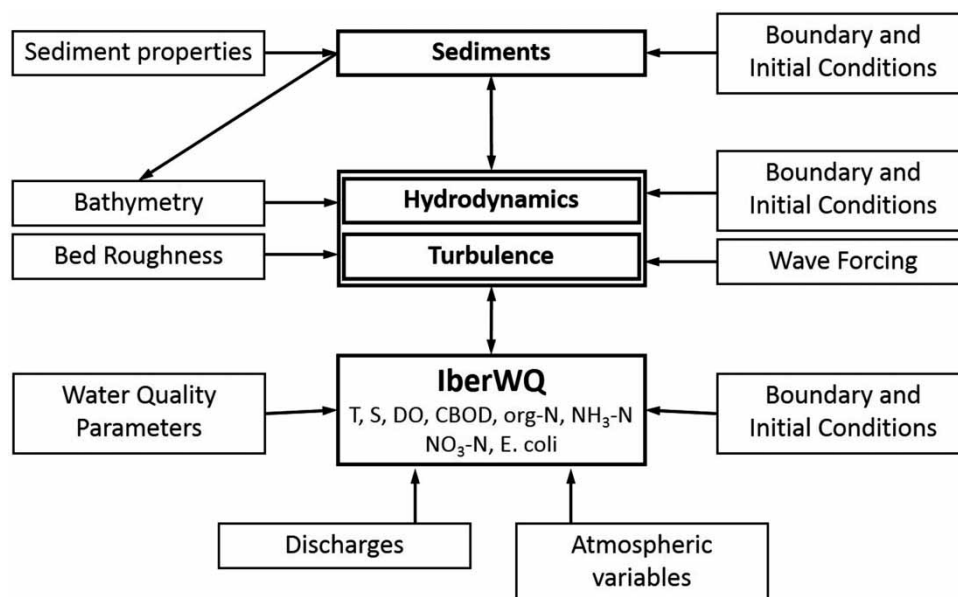 Sediment properties
Sediments
Boundary and
Initial Conditions
Bathymetry
Hydrodynamics
Boundary and
Initial Conditions
Bed Roughness
Turbulence
Wave Forcing
Water Quality
Parameters
IberWQ
T, S, DO, CBOD, org-N, NH₃-N
NO₃-N, E. coli
Boundary and
Initial Conditions
Discharges
Atmospheric
variables